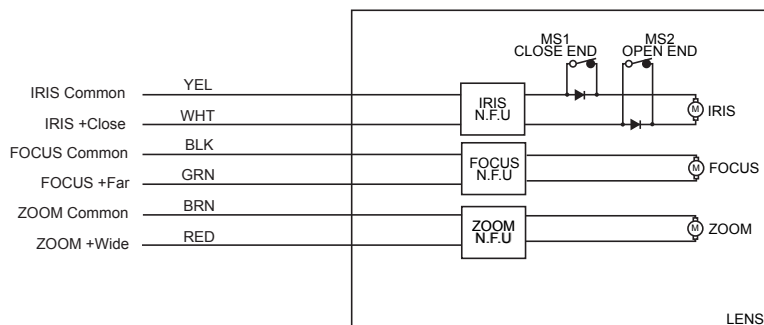 MS1
CLOSE END
MS2
OPEN END
IRIS Common
YEL
IRIS
N.F.U
M
IRIS
IRIS +Close
WHT
FOCUS Common
BLK
FOCUS
N.F.U
M
FOCUS
FOCUS +Far
GRN
ZOOM Common
BRN
ZOOM
N.F.U
M
ZOOM
ZOOM +Wide
RED
LENS